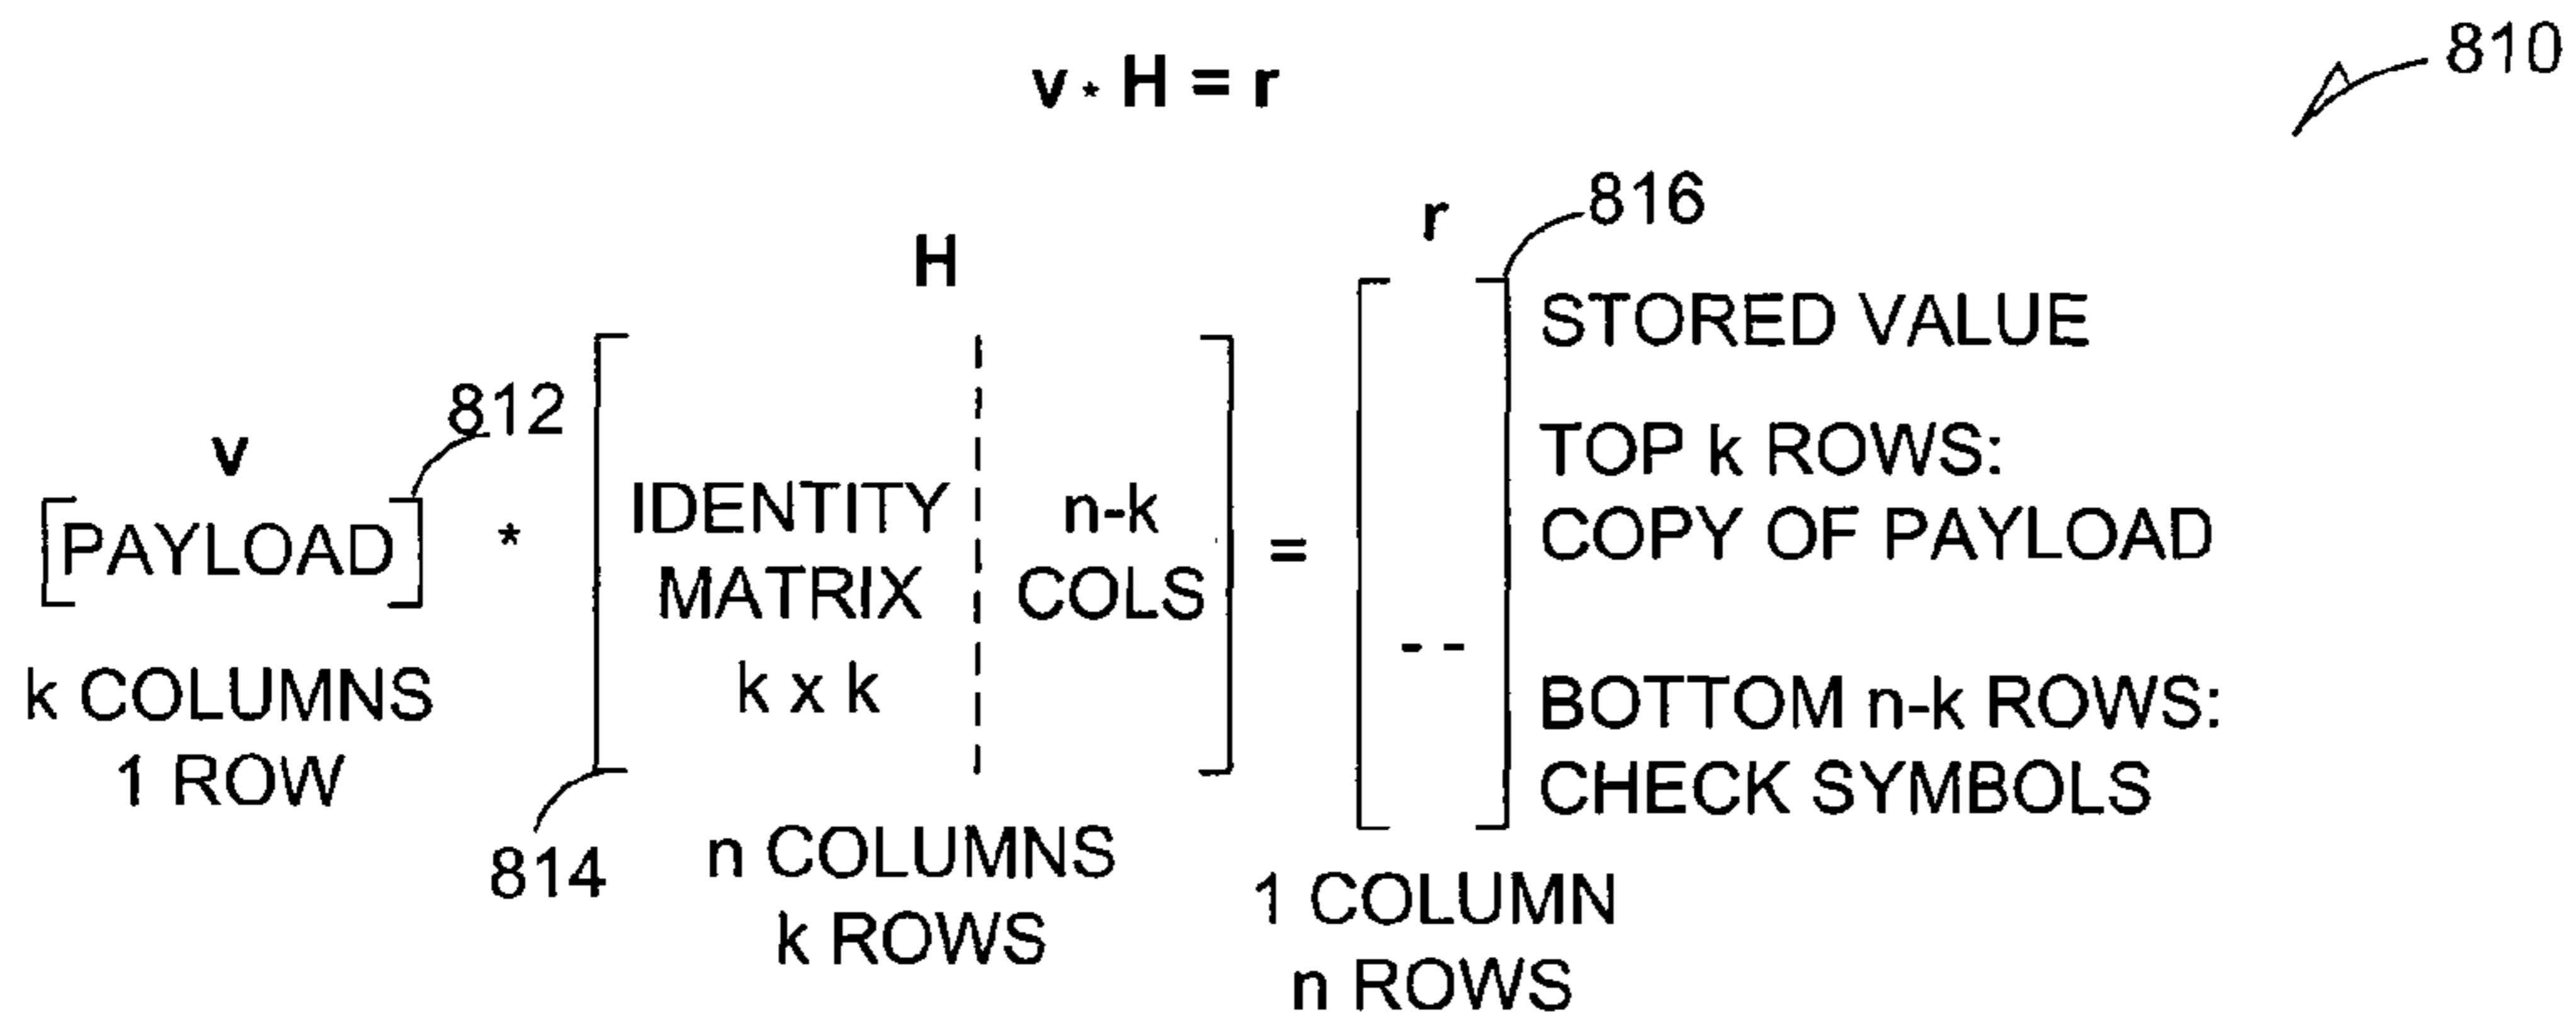 810
v * H = r
v
812
[PAYLOAD]
k COLUMNS
1 ROW
*
H
IDENTITY
MATRIX
k x k
n-k
COLS
814
n COLUMNS
k ROWS
=
r
816
- -
1 COLUMN
n ROWS
STORED VALUE
TOP k ROWS:
COPY OF PAYLOAD
BOTTOM n-k ROWS:
CHECK SYMBOLS